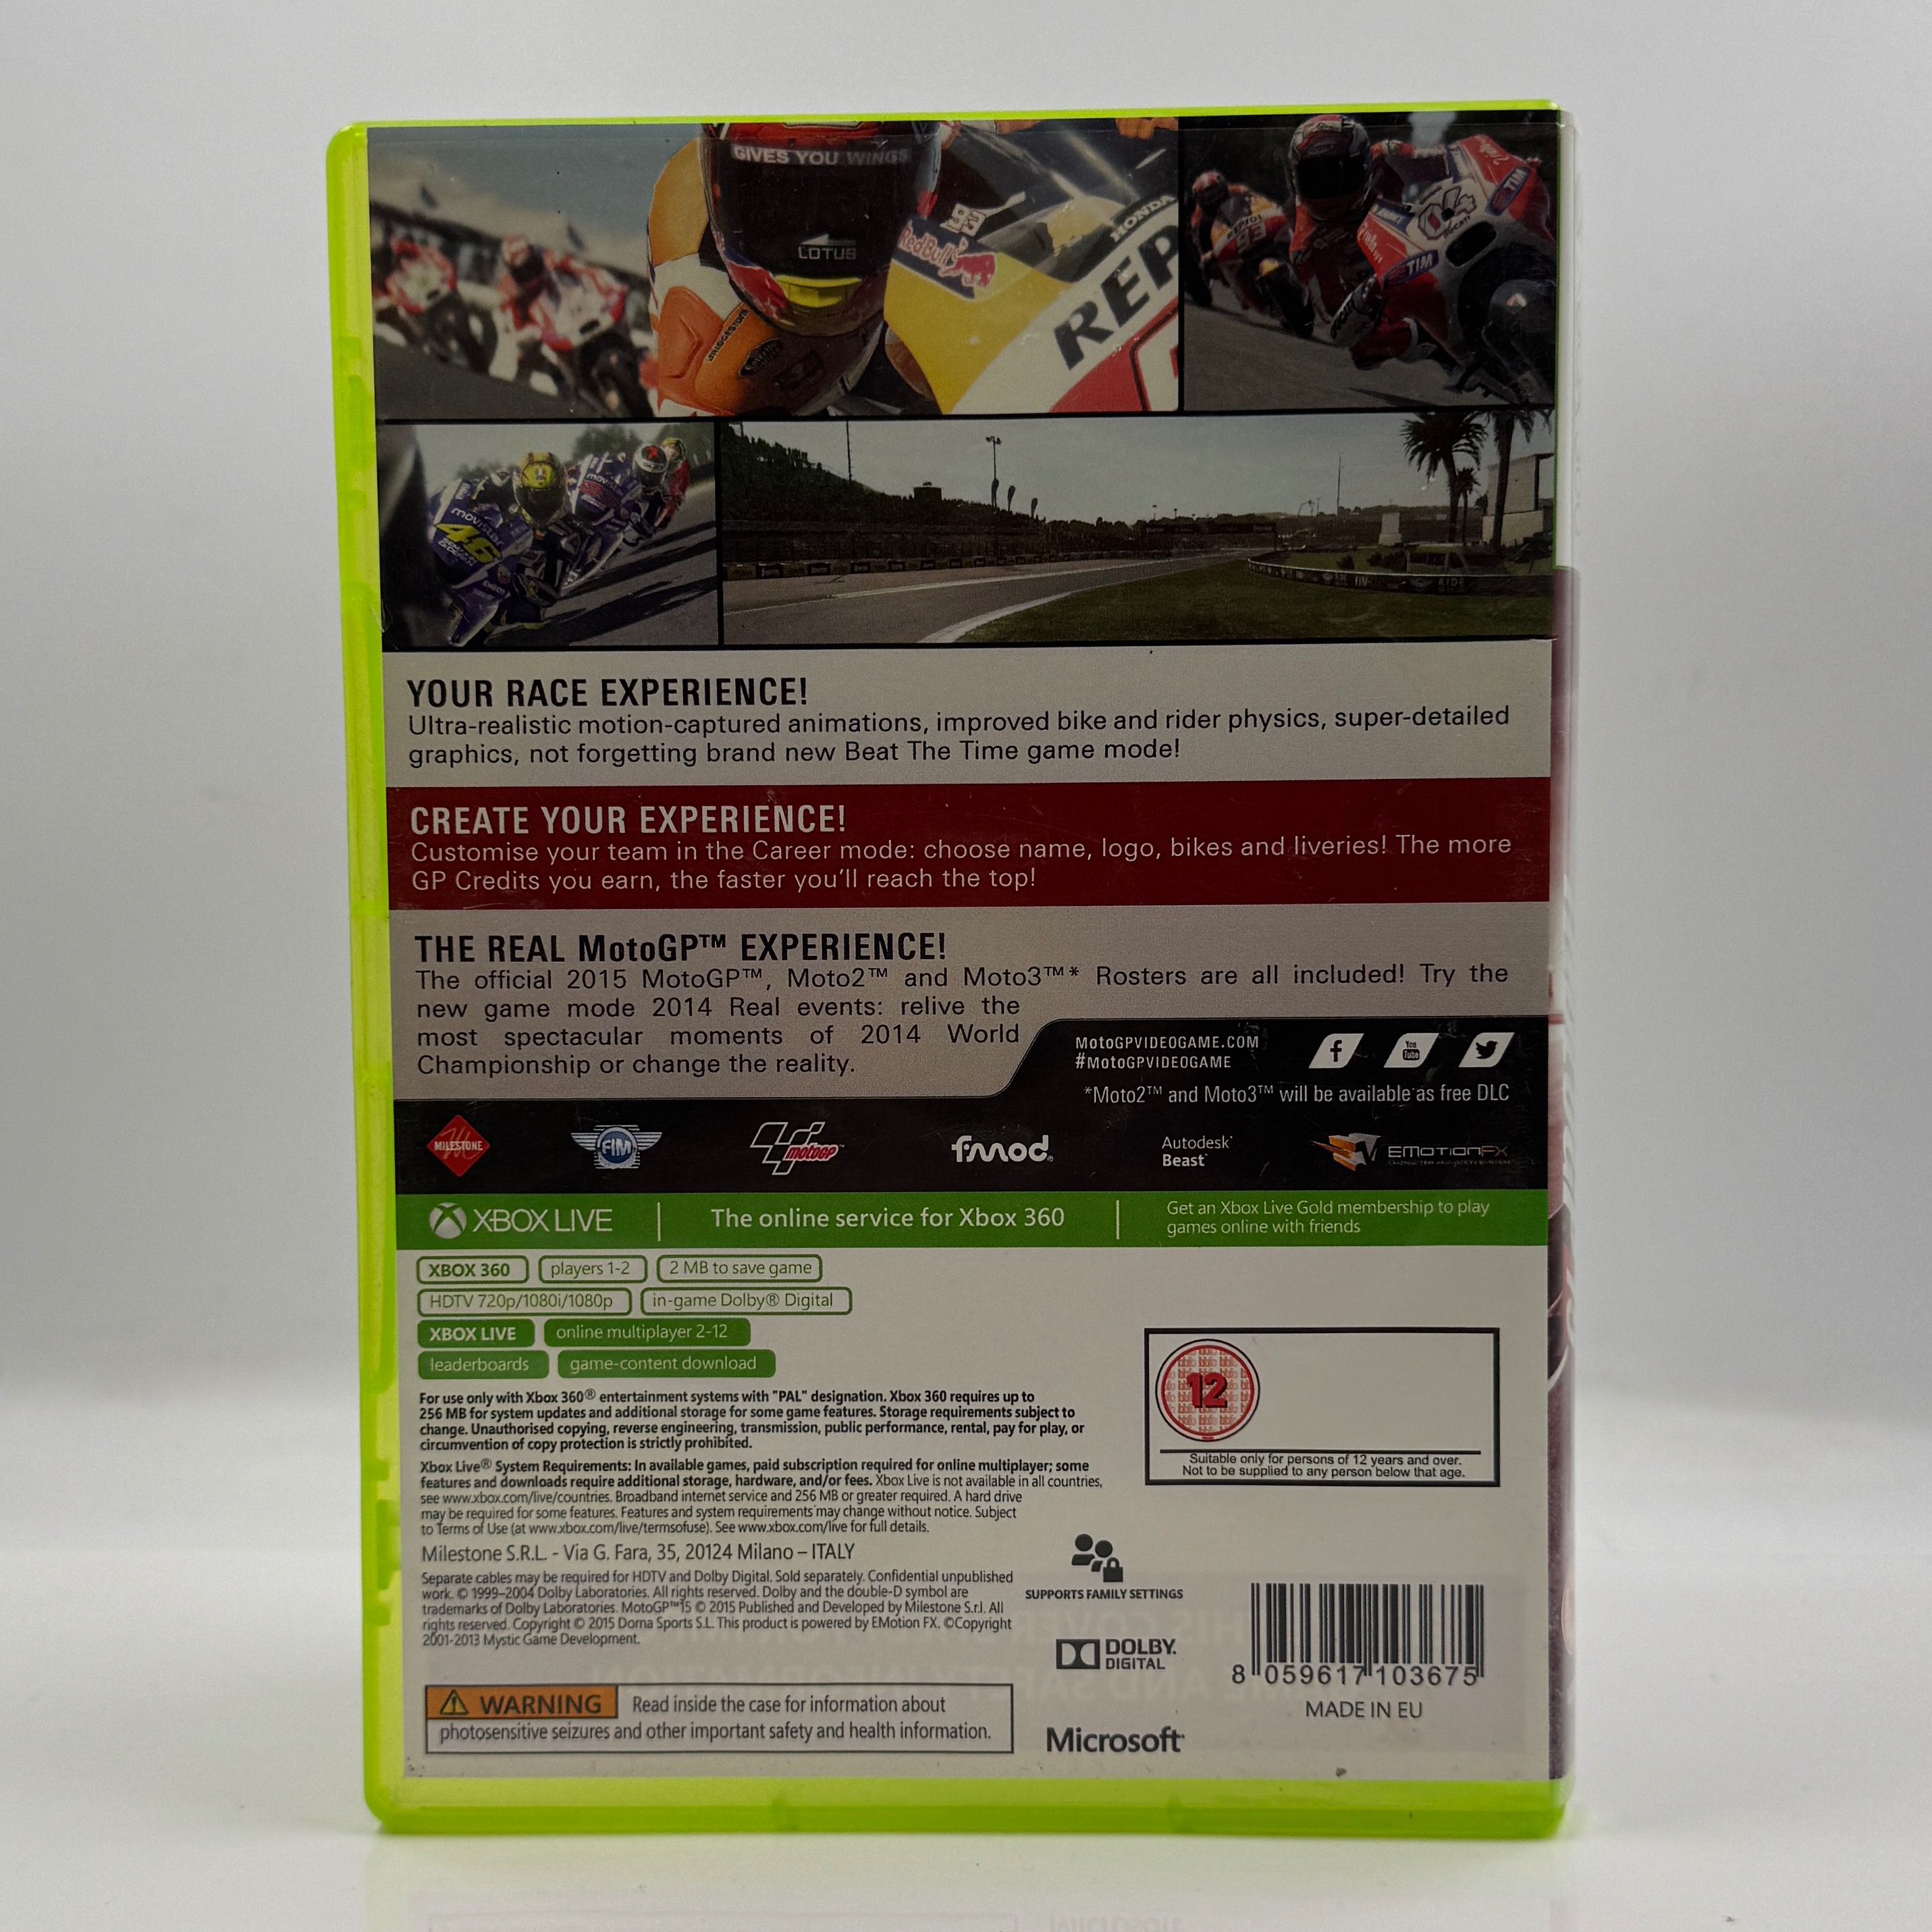 GIVES YOU WINGS
LOTUS
RedBull
HONDA
REP
BRIDGESTONE
93
TIM
04
DUCATI
TIM
movistar
46
YOUR RACE EXPERIENCE!
Ultra-realistic motion-captured animations, improved bike and rider physics, super-detailed
graphics, not forgetting brand new Beat The Time game mode!
CREATE YOUR EXPERIENCE!
Customise your team in the Career mode: choose name, logo, bikes and liveries! The more
GP Credits you earn, the faster you'll reach the top!
THE REAL MotoGP™ EXPERIENCE!
The official 2015 MotoGP™, Moto2™ and Moto3™* Rosters are all included! Try the
new game mode 2014 Real events: relive the
most spectacular moments of 2014 World
Championship or change the reality.
MotoGPVIDEOGAME.COM
#MotoGPVIDEOGAME
You Tube
*Moto2™ and Moto3™ will be available as free DLC
MILESTONE
FIM
motoGP™
fmod®
Autodesk®
Beast™
EMotionFX
XBOX LIVE | The online service for Xbox 360 |
Get an Xbox Live Gold membership to play
games online with friends
XBOX 360 players 1-2 2 MB to save game
HDTV 720p/1080i/1080p in-game Dolby® Digital
XBOX LIVE online multiplayer 2-12
leaderboards game-content download
For use only with Xbox 360® entertainment systems with "PAL" designation. Xbox 360 requires up to
256 MB for system updates and additional storage for some game features. Storage requirements subject to
change. Unauthorised copying, reverse engineering, transmission, public performance, rental, pay for play, or
circumvention of copy protection is strictly prohibited.
Xbox Live® System Requirements: In available games, paid subscription required for online multiplayer; some
features and downloads require additional storage, hardware, and/or fees. Xbox Live is not available in all countries,
see www.xbox.com/live/countries. Broadband internet service and 256 MB or greater required. A hard drive
may be required for some features. Features and system requirements may change without notice. Subject
to Terms of Use (at www.xbox.com/live/termsofuse). See www.xbox.com/live for full details.
Milestone S.R.L. - Via G. Fara, 35, 20124 Milano – ITALY
Separate cables may be required for HDTV and Dolby Digital. Sold separately. Confidential unpublished
work. © 1999–2004 Dolby Laboratories. All rights reserved. Dolby and the double-D symbol are
trademarks of Dolby Laboratories. MotoGP™15 © 2015 Published and Developed by Milestone S.r.l. All
rights reserved. Copyright © 2015 Dorna Sports S.L. This product is powered by EMotion FX. ©Copyright
2001-2013 Mystic Game Development.
WARNING Read inside the case for information about
photosensitive seizures and other important safety and health information.
12
Suitable only for persons of 12 years and over.
Not to be supplied to any person below that age.
SUPPORTS FAMILY SETTINGS
DOLBY.
DIGITAL
Microsoft®
8 059617 103675
MADE IN EU